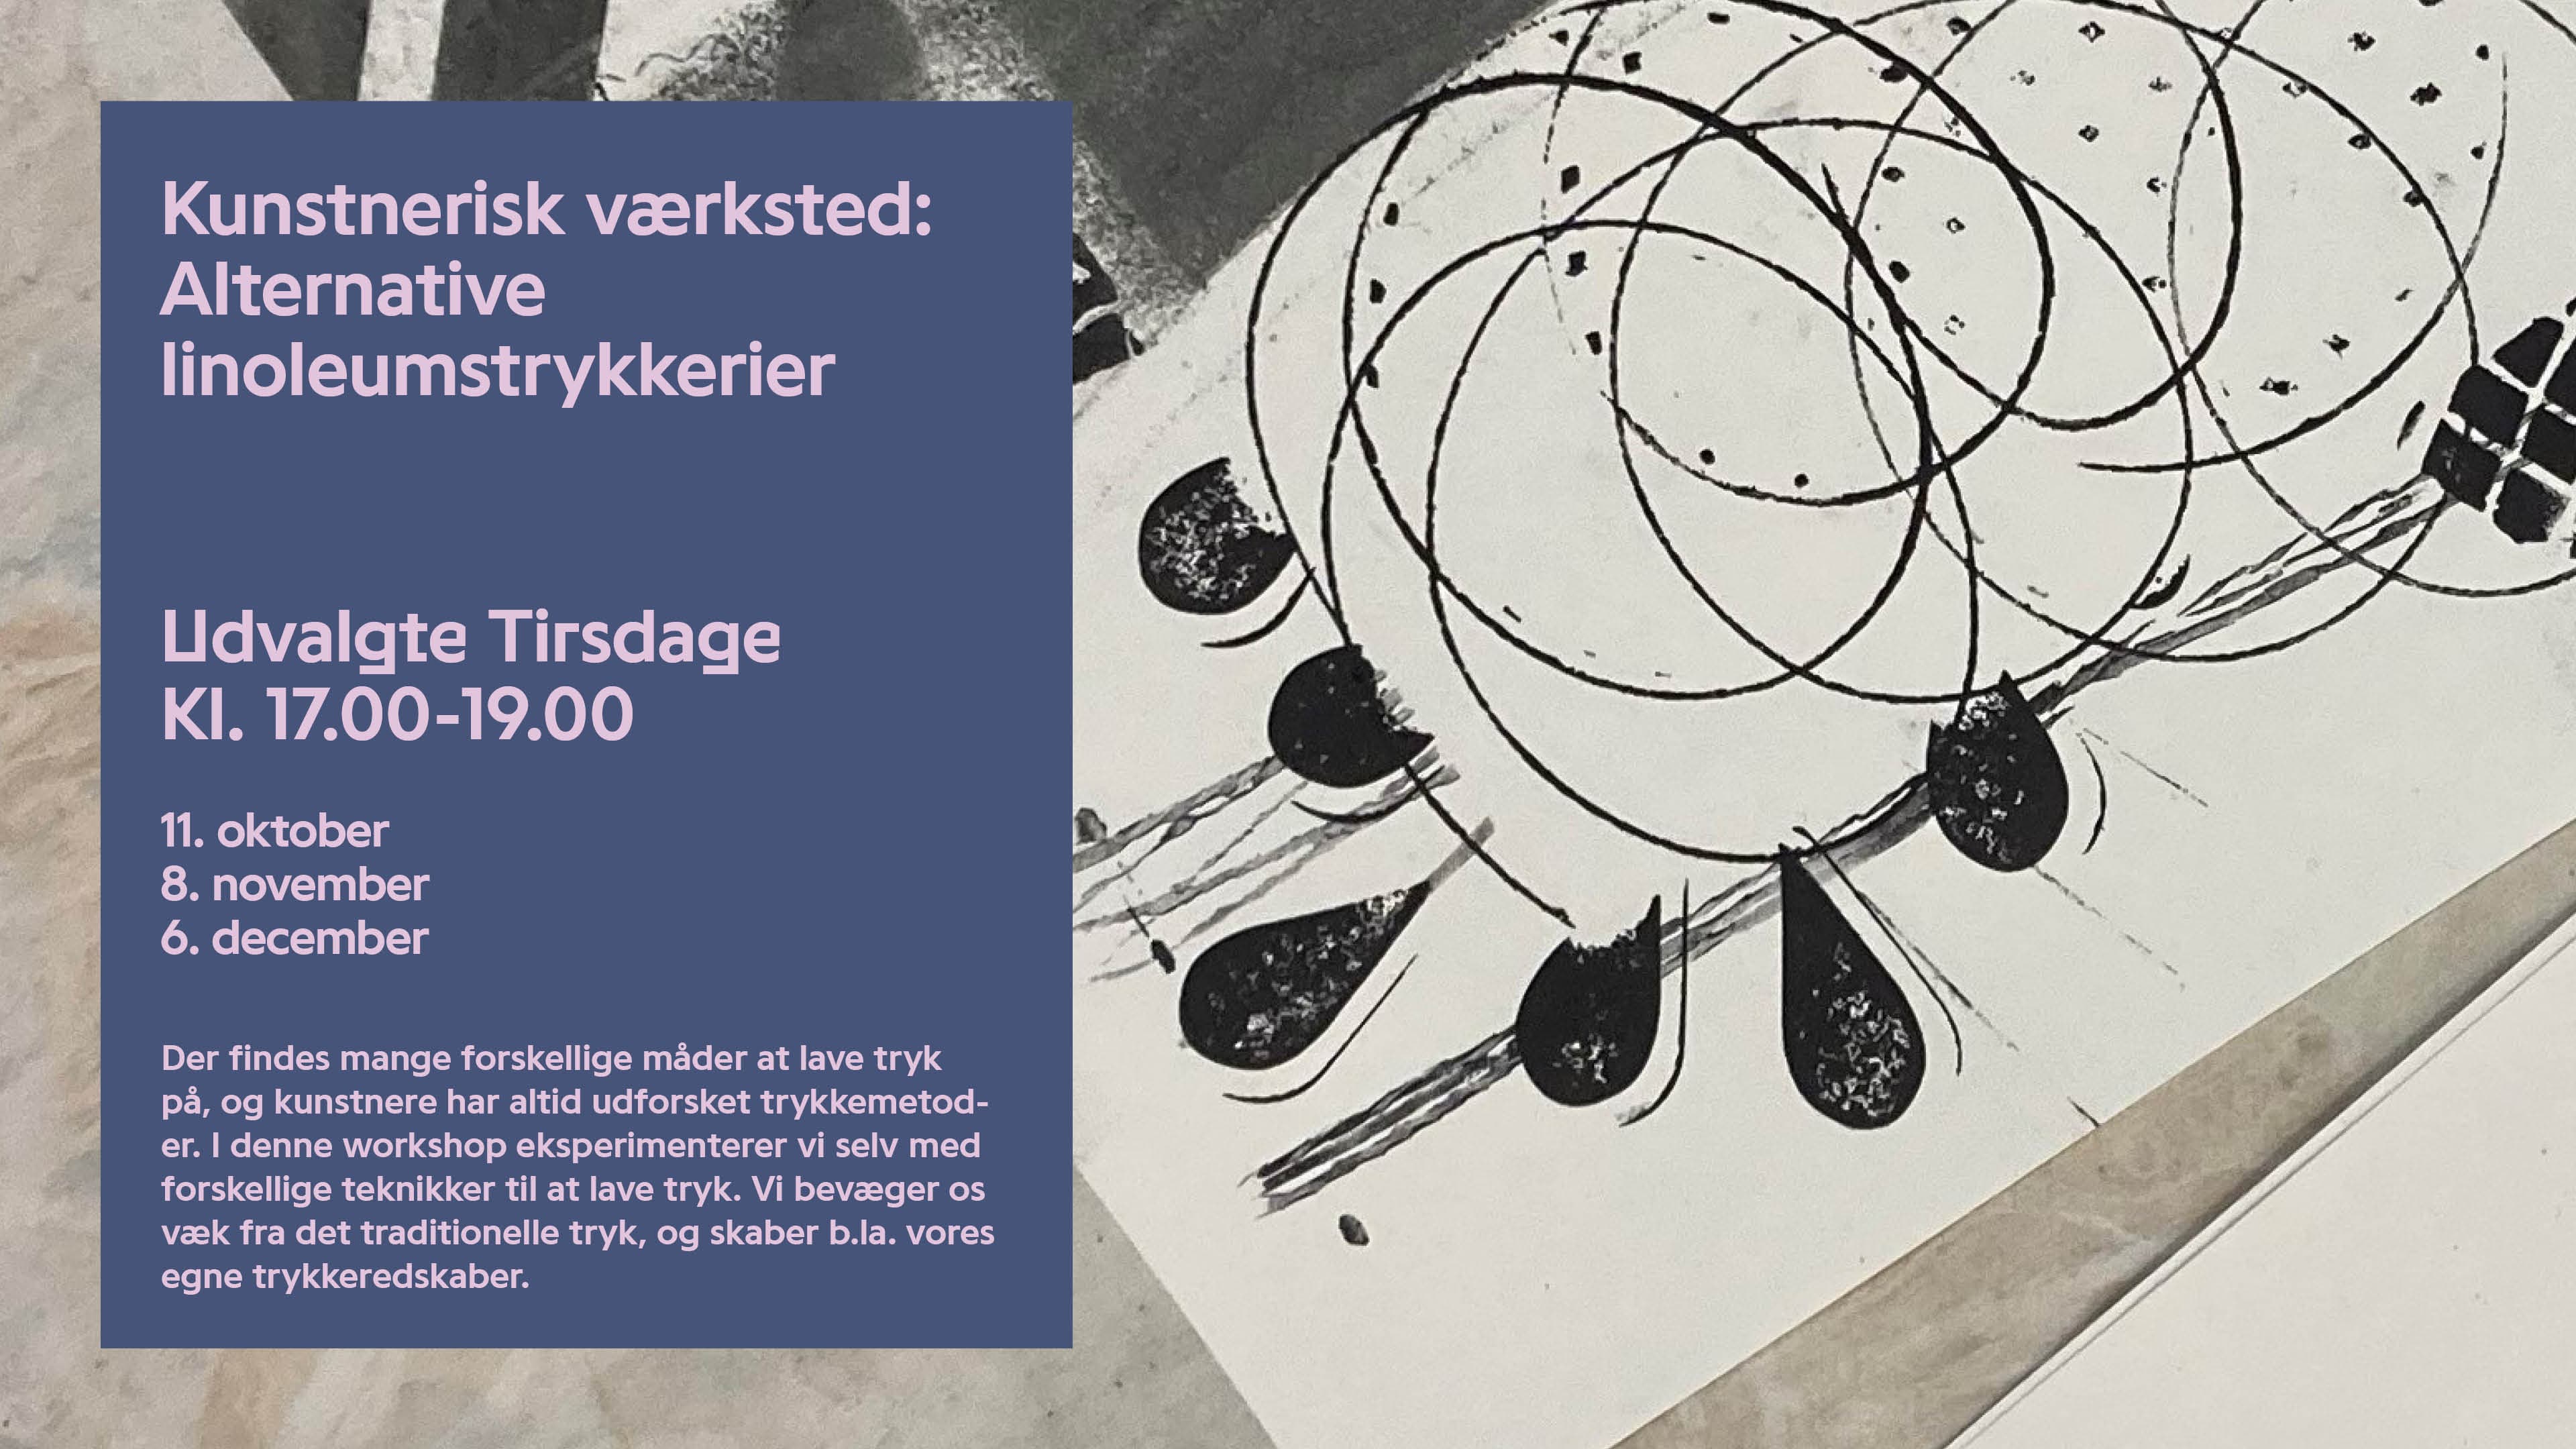 Kunstnerisk værksted:
Alternative
linoleumstrykkerier
Udvalgte Tirsdage
Kl. 17.00-19.00
11. oktober
8. november
6. december
Der findes mange forskellige måder at lave tryk
på, og kunstnere har altid udforsket trykkemetod-
er. I denne workshop eksperimenterer vi selv med
forskellige teknikker til at lave tryk. Vi bevæger os
væk fra det traditionelle tryk, og skaber b.la. vores
egne trykkeredskaber.